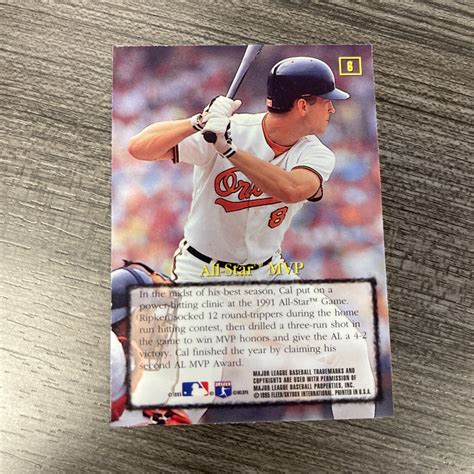 6
Orio
8
All-Star™ MVP
In the midst of his best season, Cal put on a
power-hitting clinic at the 1991 All-Star™ Game.
Ripken socked 12 round-trippers during the home
run hitting contest, then drilled a three-run shot in
the game to win MVP honors and give the AL a 4-2
victory. Cal finished the year by claiming his
second AL MVP Award.
MAJOR LEAGUE BASEBALL TRADEMARKS AND
COPYRIGHTS ARE USED WITH PERMISSION OF
MAJOR LEAGUE BASEBALL PROPERTIES, INC.
©1995 FLEER/SKYBOX INTERNATIONAL. PRINTED IN U.S.A.
©MLBPA